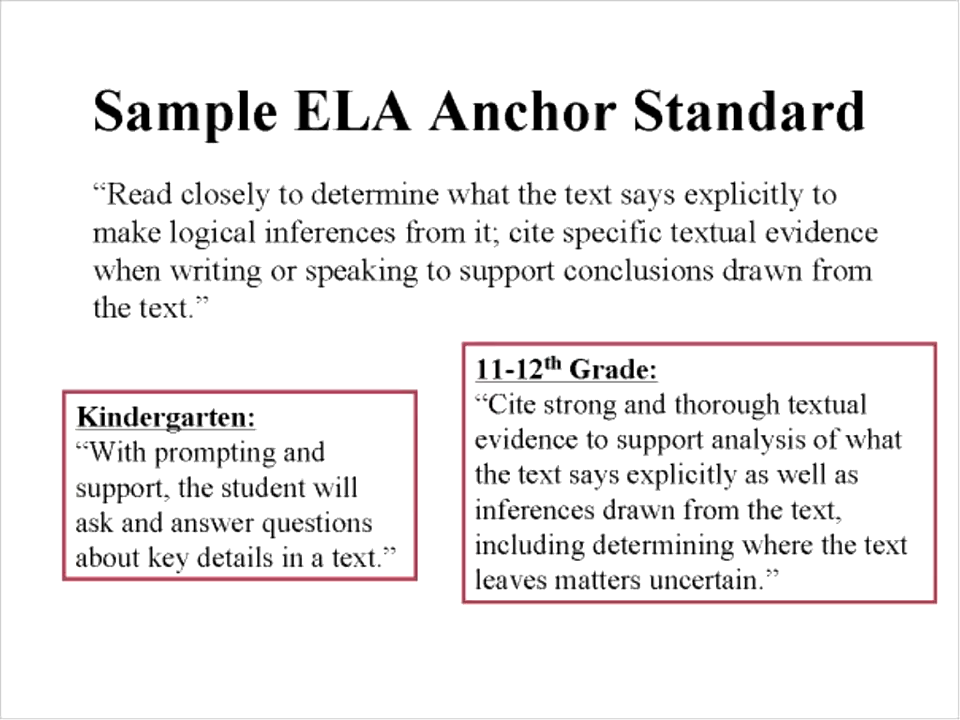 Sample ELA Anchor Standard
“Read closely to determine what the text says explicitly to
make logical inferences from it; cite specific textual evidence
when writing or speaking to support conclusions drawn from
the text.”
Kindergarten:
“With prompting and
support, the student will
ask and answer questions
about key details in a text.”
11-12th Grade:
“Cite strong and thorough textual
evidence to support analysis of what
the text says explicitly as well as
inferences drawn from the text,
including determining where the text
leaves matters uncertain.”